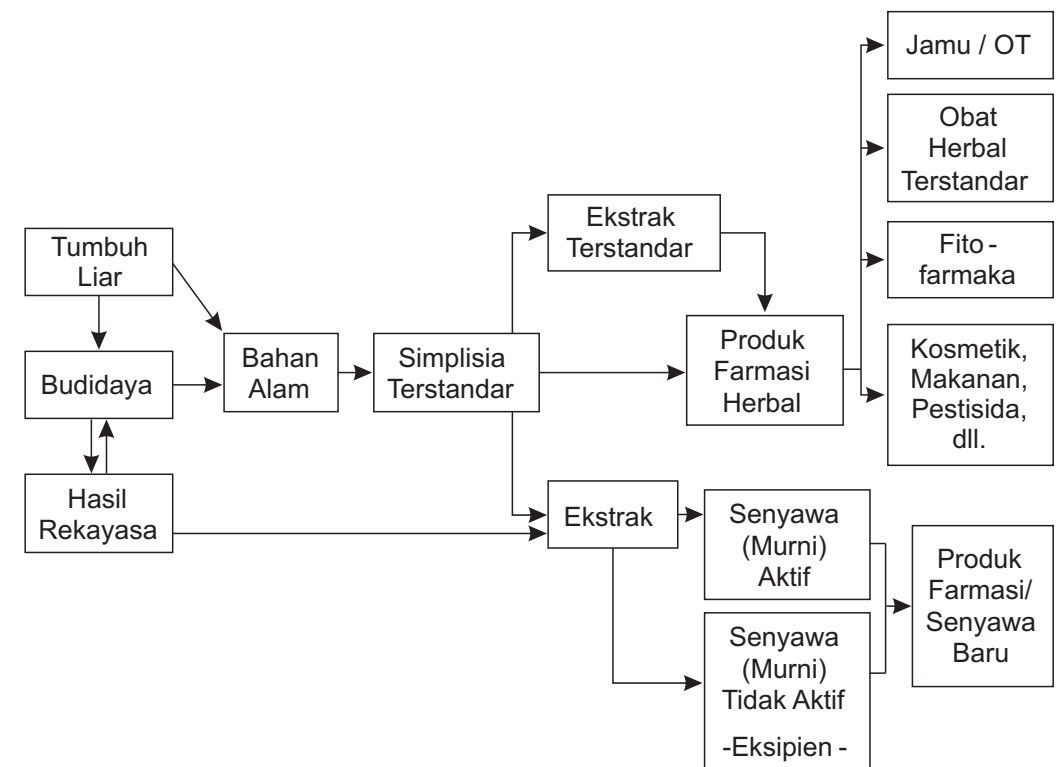 Tumbuh
Liar
Budidaya
Hasil
Rekayasa
Bahan
Alam
Simplisia
Terstandar
Ekstrak
Terstandar
Produk
Farmasi
Herbal
Jamu / OT
Obat
Herbal
Terstandar
Fito -
farmaka
Kosmetik,
Makanan,
Pestisida,
dll.
Ekstrak
Senyawa
(Murni)
Aktif
Senyawa
(Murni)
Tidak Aktif
-Eksipien -
Produk
Farmasi/
Senyawa
Baru